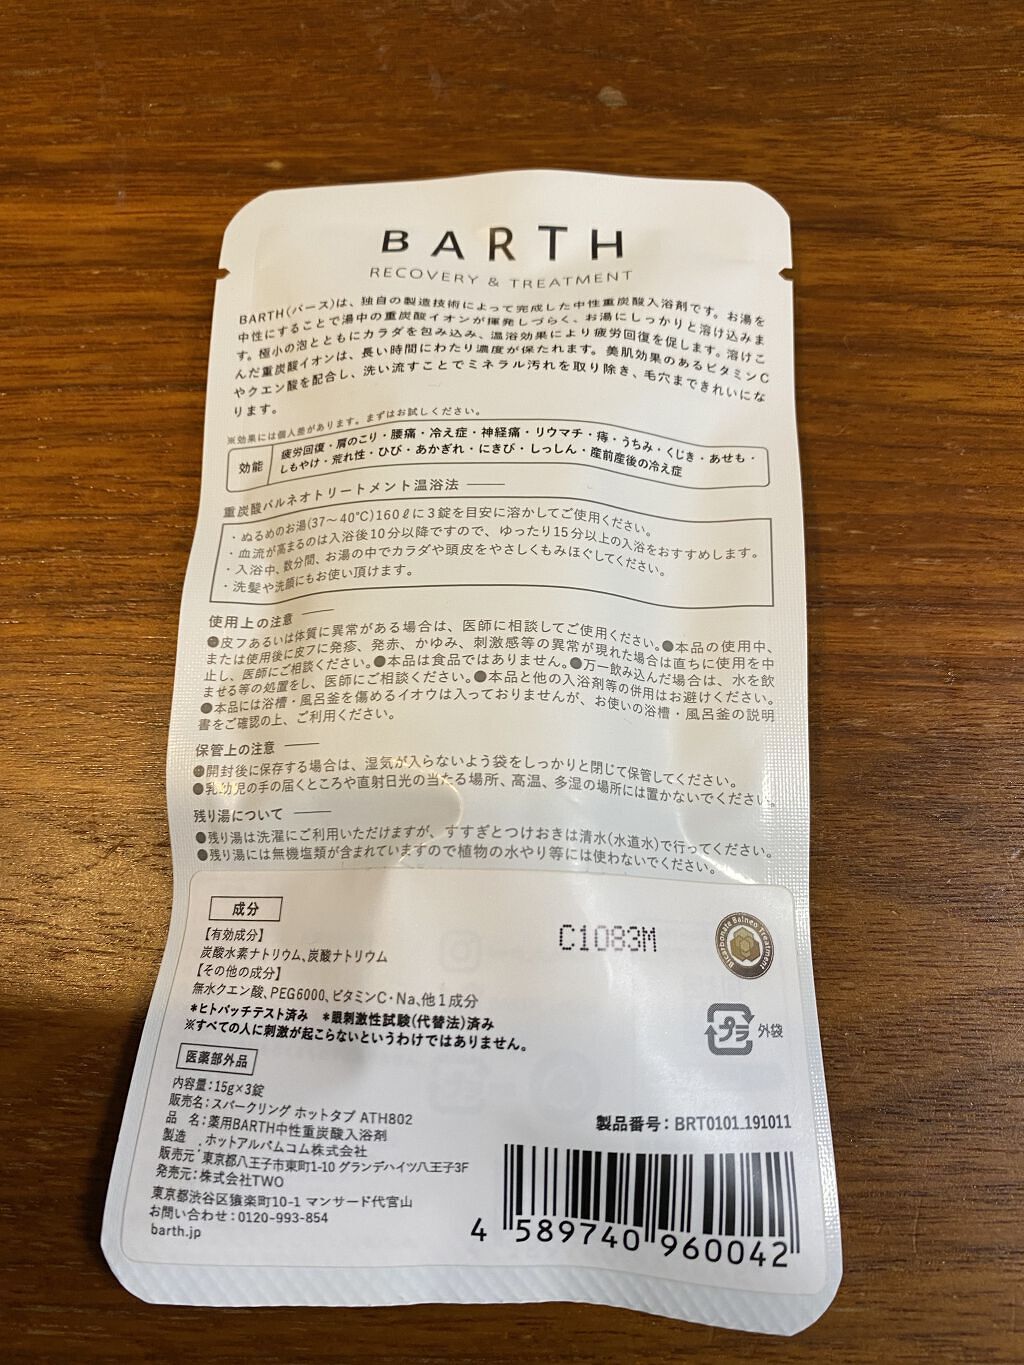 BARTH
RECOVERY & TREATMENT
BARTH(バース)は、独自の製造技術によって完成した中性重炭酸入浴剤です。お湯を
中性にすることで湯中の重炭酸イオンが揮発しづらく、お湯にしっかりと溶け込みま
す。極小の泡とともにカラダを包み込み、温浴効果により疲労回復を促します。溶けこ
んだ重炭酸イオンは、長い時間にわたり濃度が保たれます。美肌効果のあるビタミンC
やクエン酸を配合し、洗い流すことでミネラル汚れを取り除き、毛穴まできれいにな
ります。
※効果には個人差があります。まずはお試しください。
効能
疲労回復・肩のこり・腰痛・冷え症・神経痛・リウマチ・痔・うちみ・くじき・あせも・
しもやけ・荒れ性・ひび・あかぎれ・にきび・しっしん・産前産後の冷え症
重炭酸バルネオトリートメント温浴法
・ぬるめのお湯(37〜40℃)160ℓに3錠を目安に溶かしてご使用ください。
・血流が高まるのは入浴後10分以降ですので、ゆったり15分以上の入浴をおすすめします。
・入浴中、数分間、お湯の中でカラダや頭皮をやさしくもみほぐしてください。
・洗髪や洗顔にもお使い頂けます。
使用上の注意
●皮フあるいは体質に異常がある場合は、医師に相談してご使用ください。●本品の使用中、
または使用後に皮フに発疹、発赤、かゆみ、刺激感等の異常が現れた場合は直ちに使用を中
止し、医師にご相談ください。●本品は食品ではありません。●万一飲み込んだ場合は、水を飲
ませる等の処置をし、医師にご相談ください。●本品と他の入浴剤等の併用はお避けください。
●本品には浴槽・風呂釜を傷めるイオウは入っておりませんが、お使いの浴槽・風呂釜の説明
書をご確認の上、ご利用ください。
保管上の注意
●開封後に保存する場合は、湿気が入らないよう袋をしっかりと閉じて保管してください。
●乳幼児の手の届くところや直射日光の当たる場所、高温、多湿の場所には置かないでください。
残り湯について
●残り湯は洗濯にご利用いただけますが、すすぎとつけおきは清水(水道水)で行ってください。
●残り湯には無機塩類が含まれていますので植物の水やり等には使わないでください。
成分
【有効成分】
炭酸水素ナトリウム、炭酸ナトリウム
【その他の成分】
無水クエン酸、PEG6000、ビタミンC・Na、他1成分
*ヒトパッチテスト済み *眼刺激性試験(代替法)済み
※すべての人に刺激が起こらないというわけではありません。
C1083M
Bicarbonate Balneo Treatment
プラ
外袋
医薬部外品
内容量：15g×3錠
販売名：スパークリング ホットタブ ATH802
品 名：薬用BARTH中性重炭酸入浴剤
製造
販売元：ホットアルバムコム株式会社
東京都八王子市東町1-10 グランデハイツ八王子3F
発売元：株式会社TWO
東京都渋谷区猿楽町10-1 マンサード代官山
お問い合わせ：0120-993-854
barth.jp
製品番号：BRT0101_191011
4 589740 960042